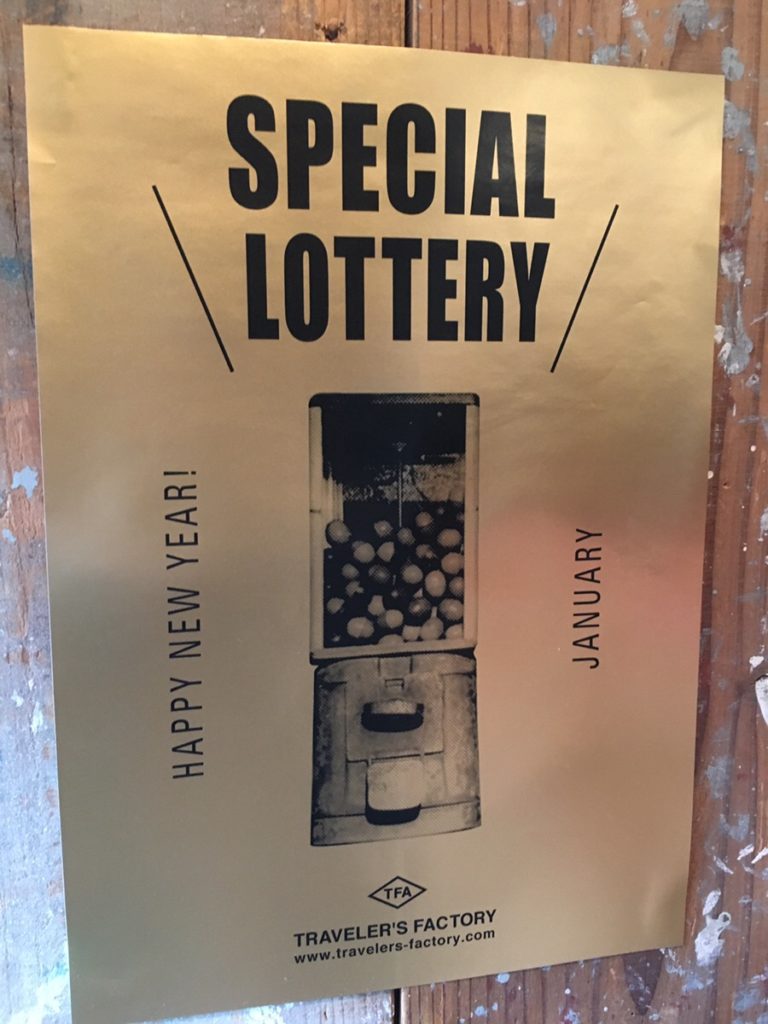 SPECIAL
LOTTERY
HAPPY NEW YEAR!
JANUARY
TFA
TRAVELER'S FACTORY
www.travelers-factory.com